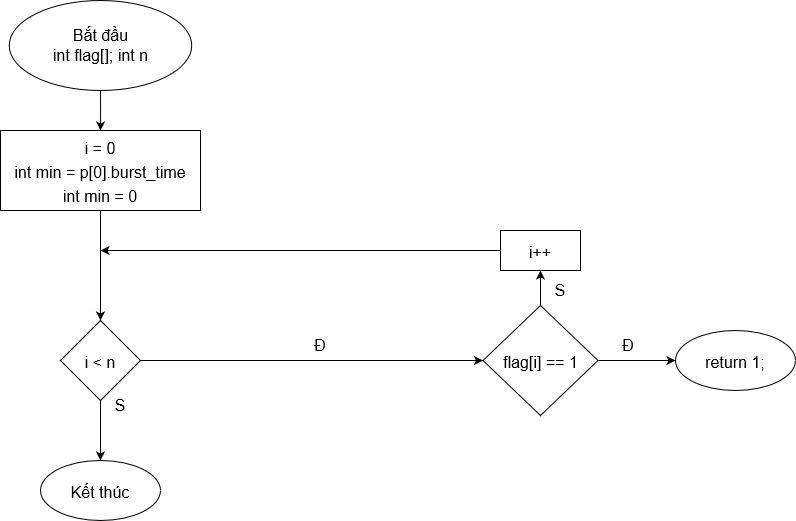 Bắt đầu
int flag[]; int n
i = 0
int min = p[0].burst_time
int min = 0
i++
S
i < n
Đ
flag[i] == 1
Đ
return 1;
S
Kết thúc